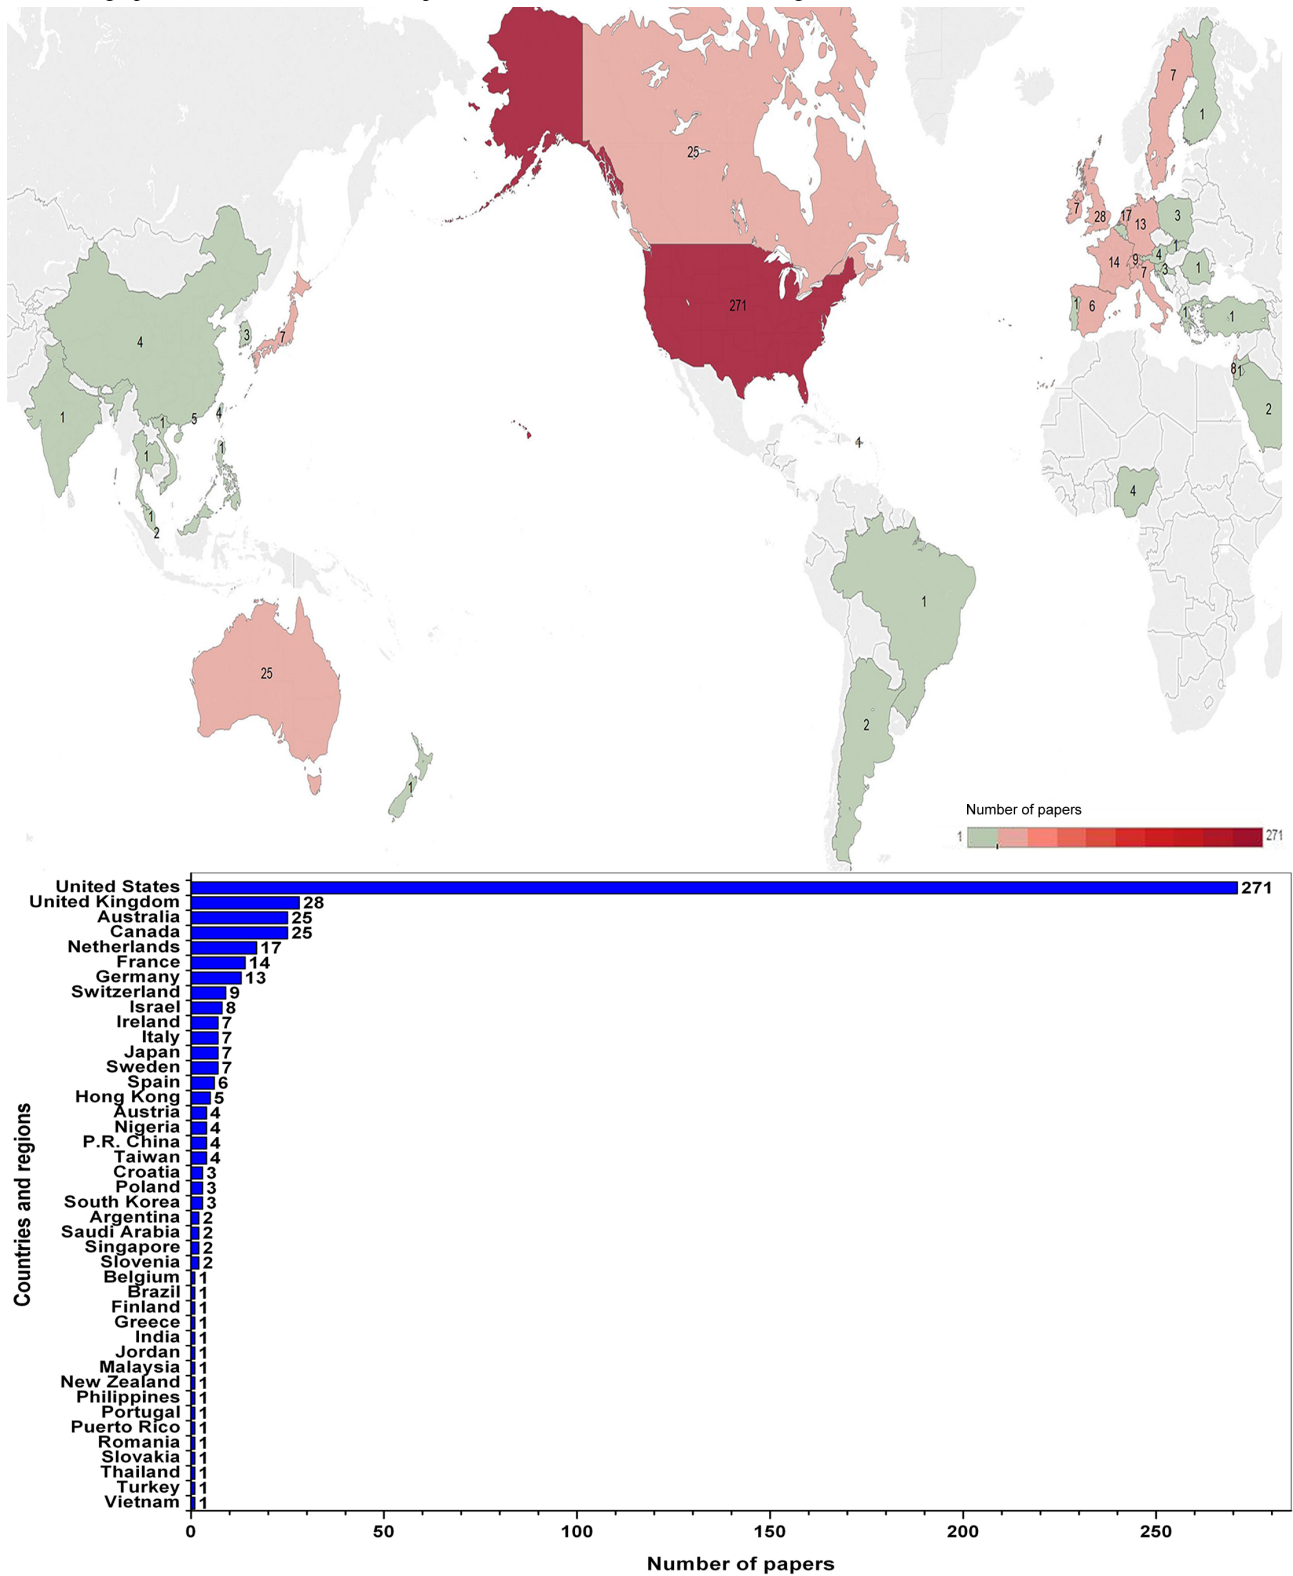 7
1
25
7
28
17
13
3
14
9
4
1
7
3
1
1
6
1
1
271
4
3
7
8
1
2
1
1
5
4
1
1
1
2
4
4
25
1
2
1
Number of papers
1
271
United States 271
United Kingdom 28
Australia 25
Canada 25
Netherlands 17
France 14
Germany 13
Switzerland 9
Israel 8
Ireland 7
Italy 7
Japan 7
Sweden 7
Spain 6
Hong Kong 5
Austria 4
Nigeria 4
P.R. China 4
Taiwan 4
Croatia 3
Poland 3
South Korea 3
Argentina 2
Saudi Arabia 2
Singapore 2
Slovenia 2
Belgium 1
Brazil 1
Finland 1
Greece 1
India 1
Jordan 1
Malaysia 1
New Zealand 1
Philippines 1
Portugal 1
Puerto Rico 1
Romania 1
Slovakia 1
Thailand 1
Turkey 1
Vietnam 1
Countries and regions
0 50 100 150 200 250
Number of papers